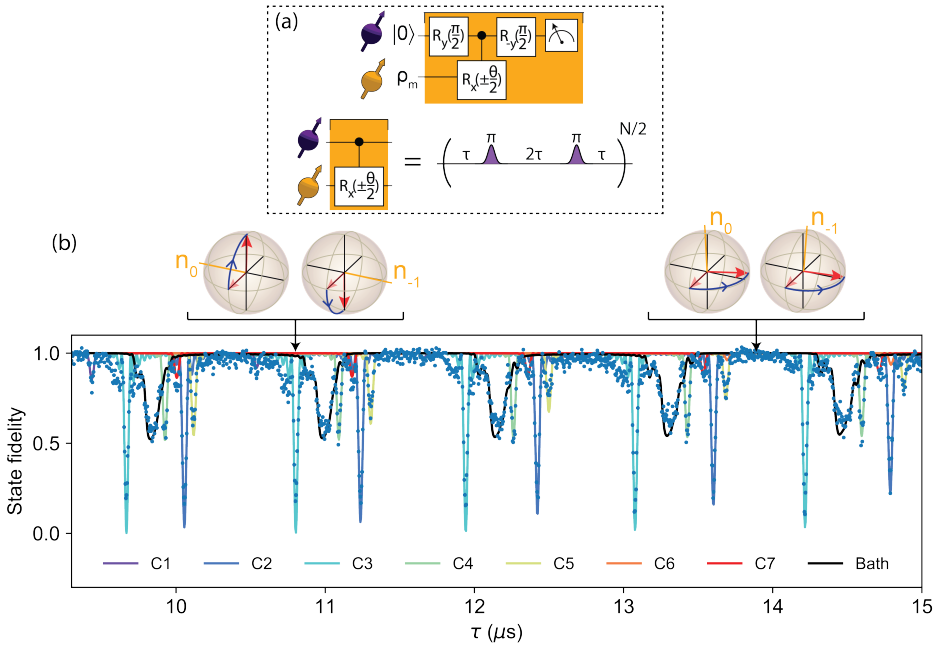 (a)
|0⟩ R_y(π/2) R_-y(π/2)
ρ_m R_x(±θ/2)
R_x(±θ/2) = ( τ π 2τ π τ )^N/2
(b)
n_0 n_-1 n_0 n_-1
State fidelity
1.0
0.5
0.0
C1 C2 C3 C4 C5 C6 C7 Bath
10 11 12 13 14 15
τ (μs)